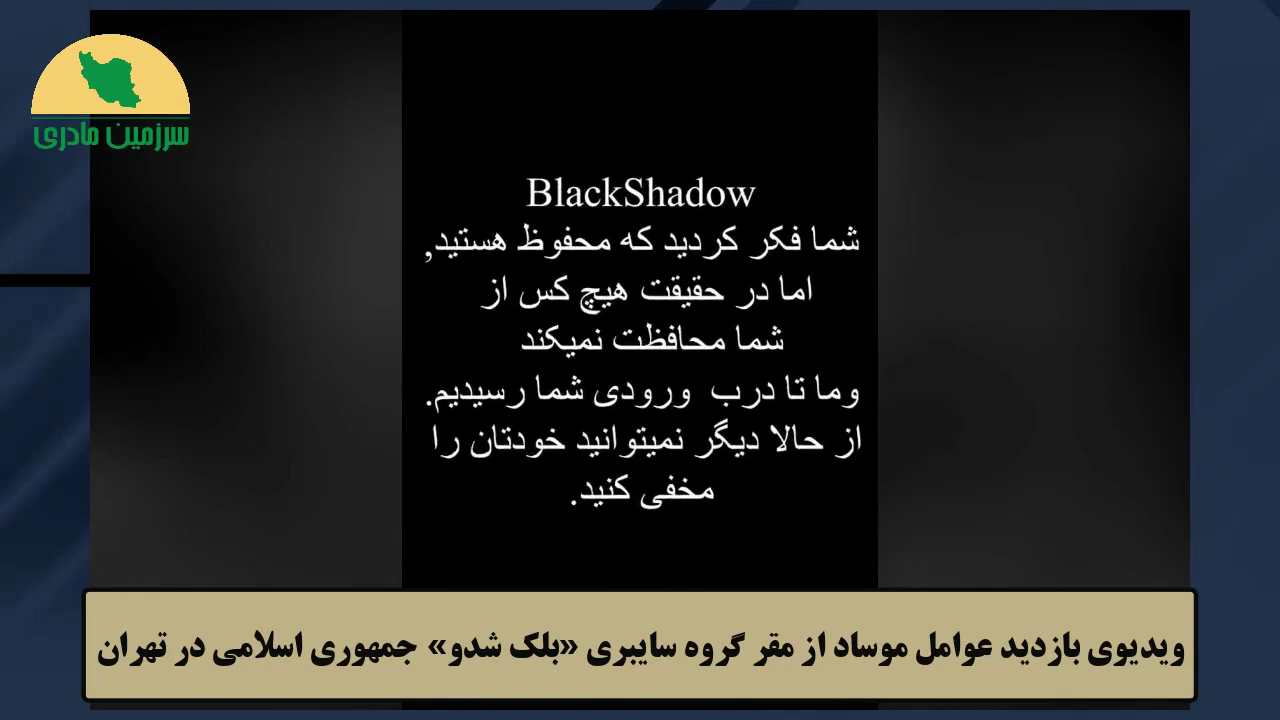 سرزمین مادری
BlackShadow
شما فکر کردید که محفوظ هستید,
اما در حقیقت هیچ کس از
شما محافظت نمیکند
وما تا درب ورودی شما رسیدیم.
از حالا دیگر نمیتوانید خودتان را
مخفی کنید.
ویدیوی بازدید عوامل موساد از مقر گروه سایبری «بلک شدو» جمهوری اسلامی در تهران